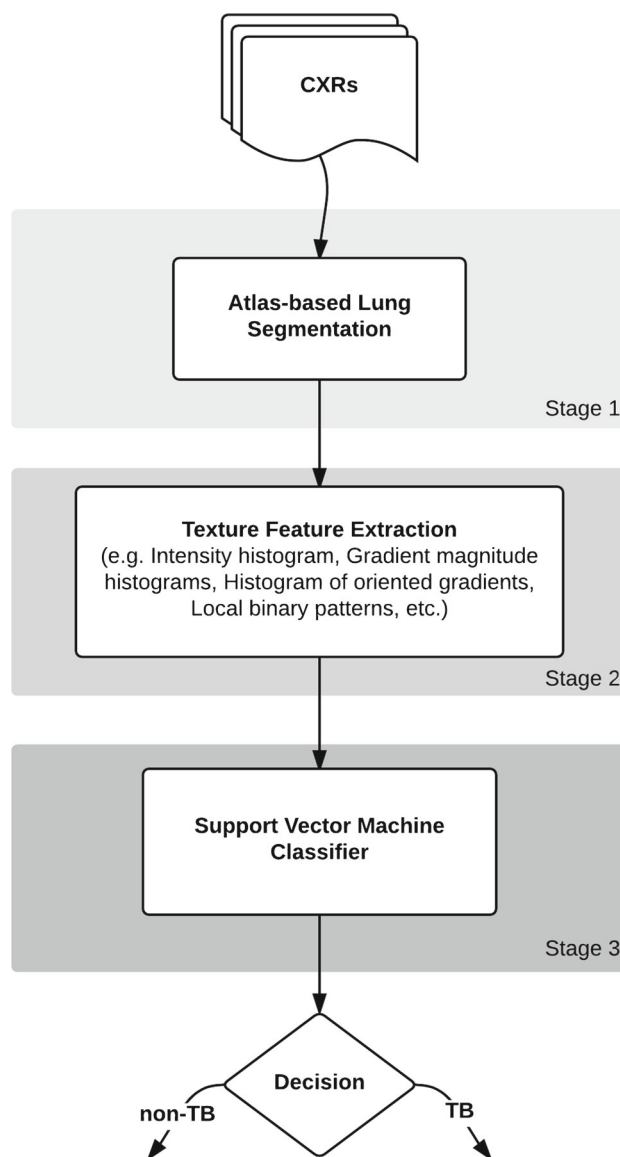 CXRs
Atlas-based Lung
Segmentation
Stage 1
Texture Feature Extraction
(e.g. Intensity histogram, Gradient magnitude
histograms, Histogram of oriented gradients,
Local binary patterns, etc.)
Stage 2
Support Vector Machine
Classifier
Stage 3
Decision
non-TB
TB